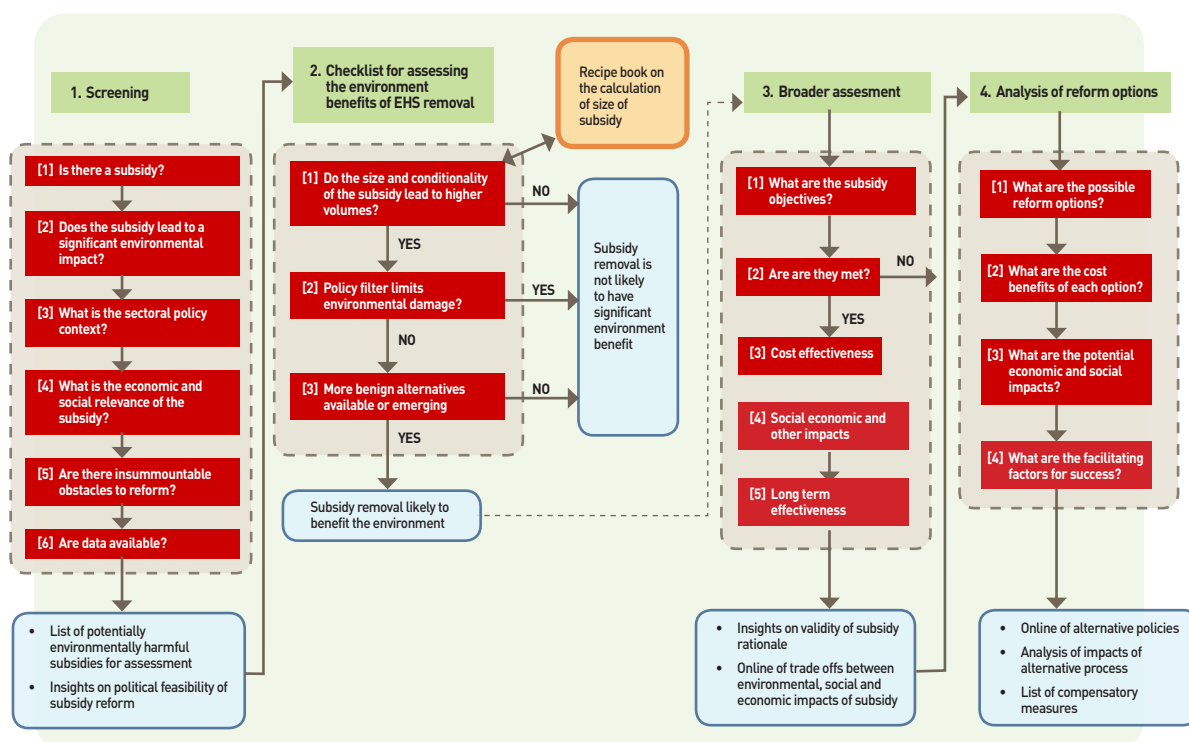 1. Screening
[1] Is there a subsidy?
[2] Does the subsidy lead to a
significant environmental
impact?
[3] What is the sectoral policy
context?
[4] What is the economic and
social relevance of the
subsidy?
[5] Are there insummountable
obstacles to reform?
[6] Are data available?
• List of potentially
environmentally harmful
subsidies for assessment
• Insights on political feasibility of
subsidy reform
2. Checklist for assessing
the environment
benefits of EHS removal
Recipe book on
the calculation
of size of
subsidy
[1] Do the size and conditionality
of the subsidy lead to higher
volumes?
NO
YES
[2] Policy filter limits
environmental damage?
YES
NO
[3] More benign alternatives
available or emerging
NO
YES
Subsidy
removal is
not likely
to have
significant
environment
benefit
Subsidy removal likely to
benefit the environment
3. Broader assesment
[1] What are the subsidy
objectives?
[2] Are are they met?
NO
YES
[3] Cost effectiveness
[4] Social economic and
other impacts
[5] Long term
effectiveness
• Insights on validity of subsidy
rationale
• Online of trade offs between
environmental, social and
economic impacts of subsidy
4. Analysis of reform options
[1] What are the possible
reform options?
[2] What are the cost
benefits of each option?
[3] What are the potential
economic and social
impacts?
[4] What are the facilitating
factors for success?
• Online of alternative policies
• Analysis of impacts of
alternative process
• List of compensatory
measures